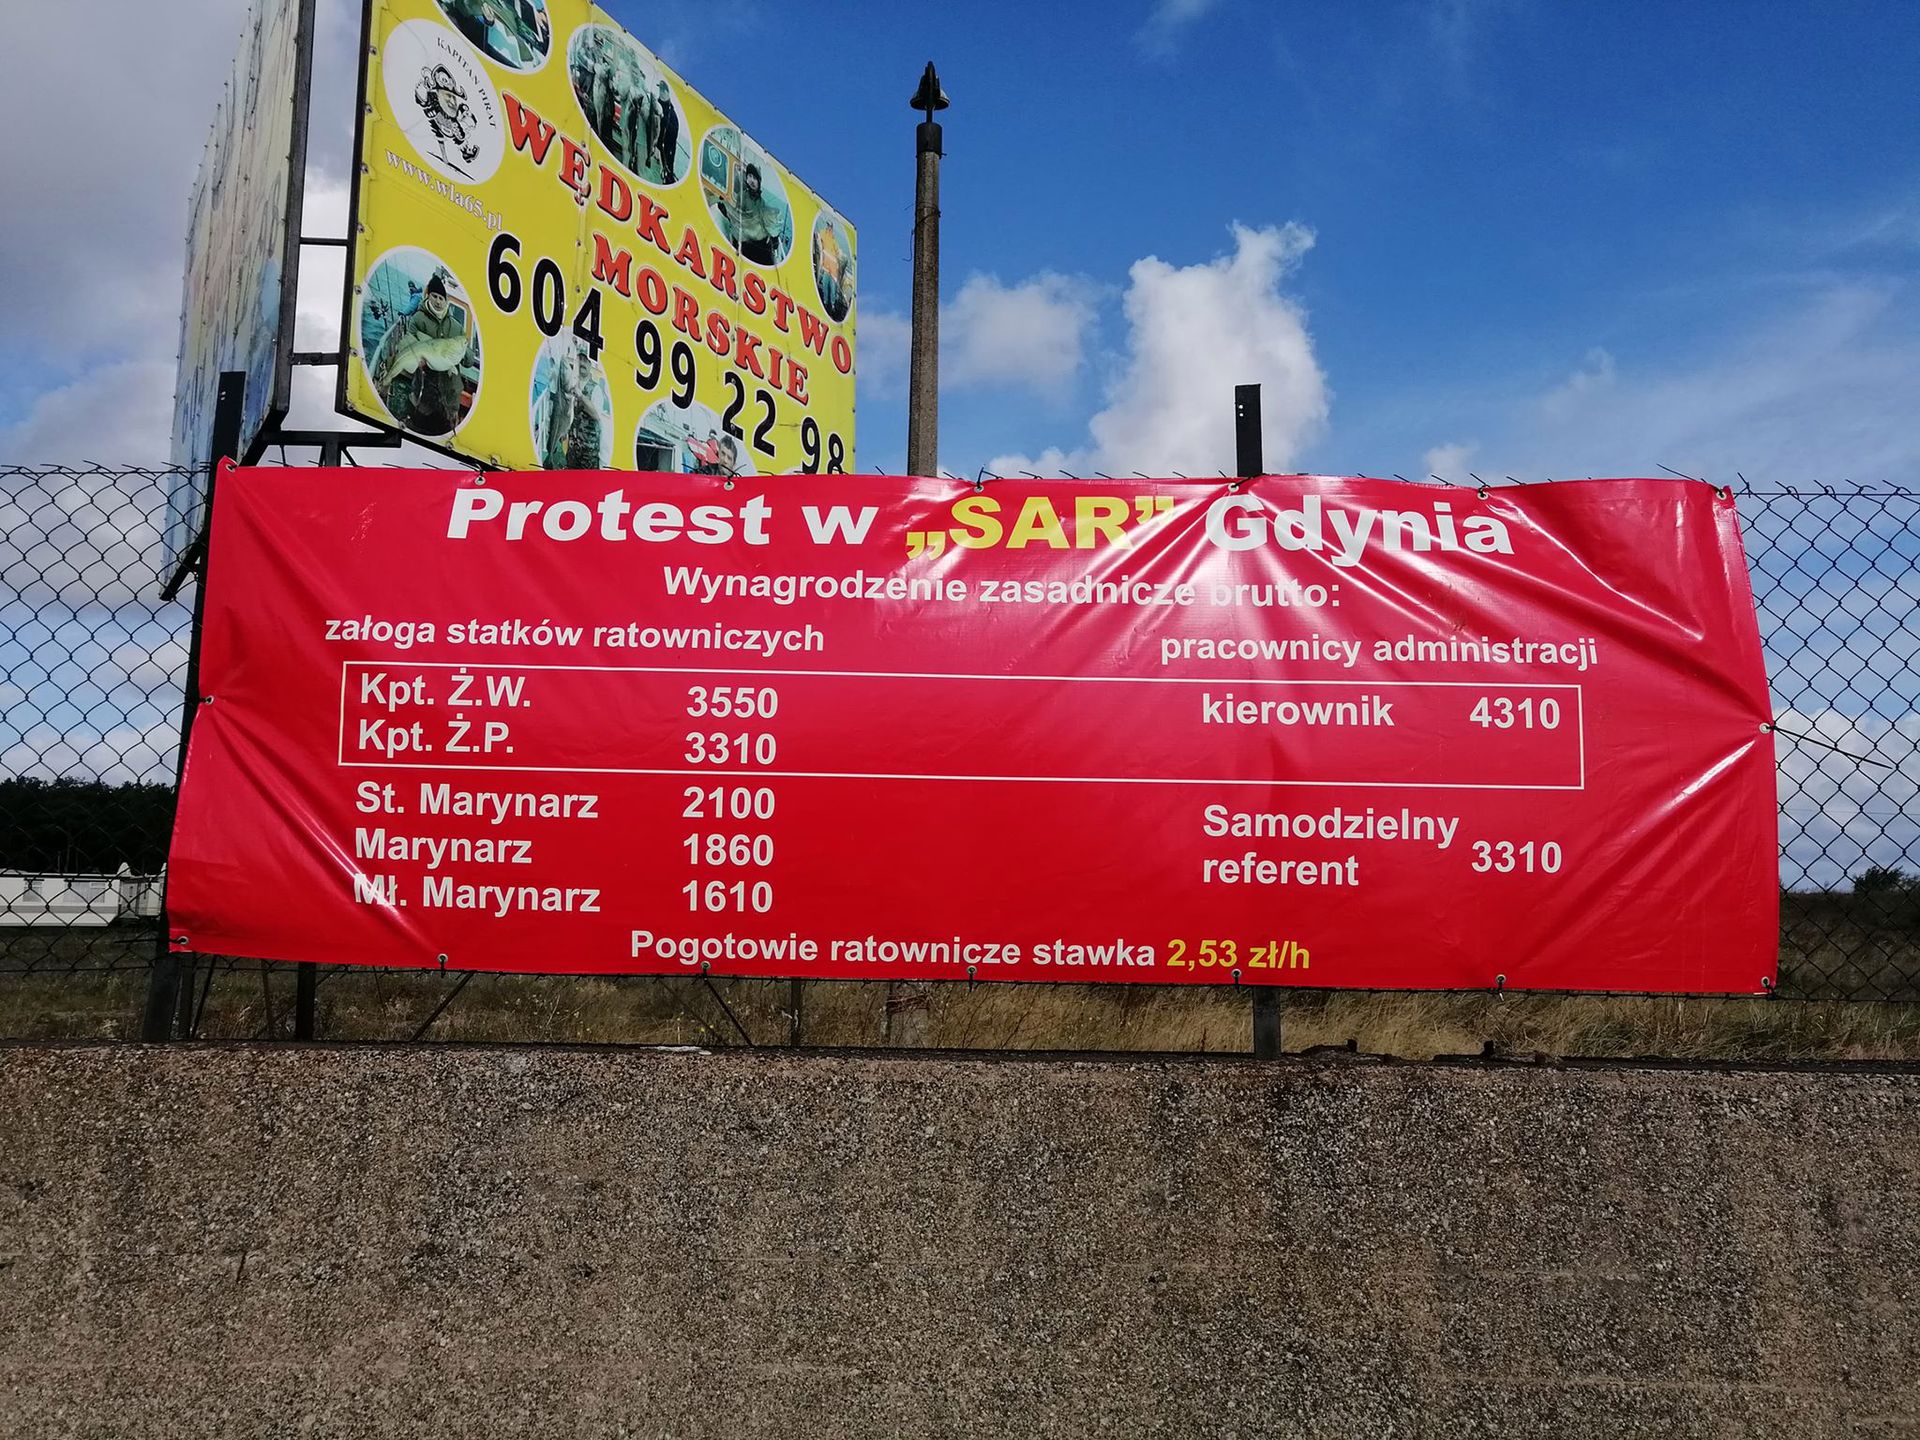 KAPITAN PIRAT
www.wla65.pl
WĘDKARSTWO
MORSKIE
604 99 22 98
Protest w „SAR” Gdynia
Wynagrodzenie zasadnicze brutto:
załoga statków ratowniczych pracownicy administracji
Kpt. Ż.W. 3550 kierownik 4310
Kpt. Ż.P. 3310
St. Marynarz 2100
Marynarz 1860
Mł. Marynarz 1610
Samodzielny
referent 3310
Pogotowie ratownicze stawka 2,53 zł/h